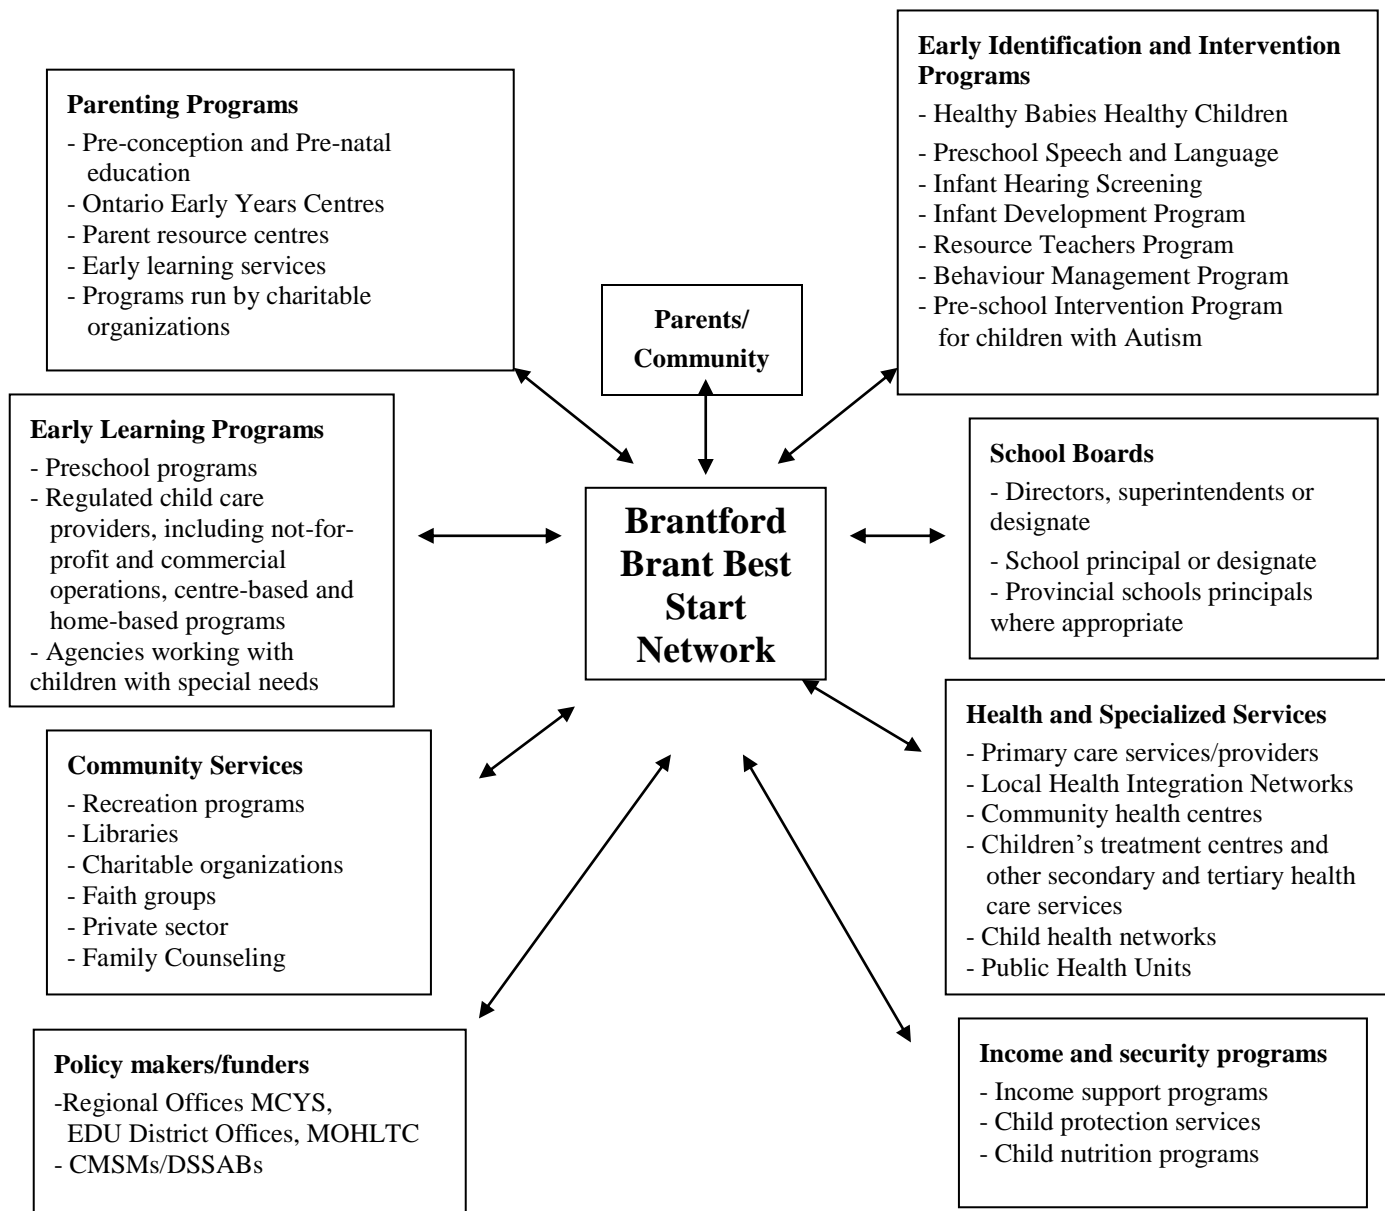 Parenting Programs
- Pre-conception and Pre-natal
education
- Ontario Early Years Centres
- Parent resource centres
- Early learning services
- Programs run by charitable
organizations
Early Identification and Intervention
Programs
- Healthy Babies Healthy Children
- Preschool Speech and Language
- Infant Hearing Screening
- Infant Development Program
- Resource Teachers Program
- Behaviour Management Program
- Pre-school Intervention Program
for children with Autism
Parents/
Community
Early Learning Programs
- Preschool programs
- Regulated child care
providers, including not-for-
profit and commercial
operations, centre-based and
home-based programs
- Agencies working with
children with special needs
Brantford
Brant Best
Start
Network
School Boards
- Directors, superintendents or
designate
- School principal or designate
- Provincial schools principals
where appropriate
Community Services
- Recreation programs
- Libraries
- Charitable organizations
- Faith groups
- Private sector
- Family Counseling
Health and Specialized Services
- Primary care services/providers
- Local Health Integration Networks
- Community health centres
- Children’s treatment centres and
other secondary and tertiary health
care services
- Child health networks
- Public Health Units
Policy makers/funders
-Regional Offices MCYS,
EDU District Offices, MOHLTC
- CMSMs/DSSABs
Income and security programs
- Income support programs
- Child protection services
- Child nutrition programs